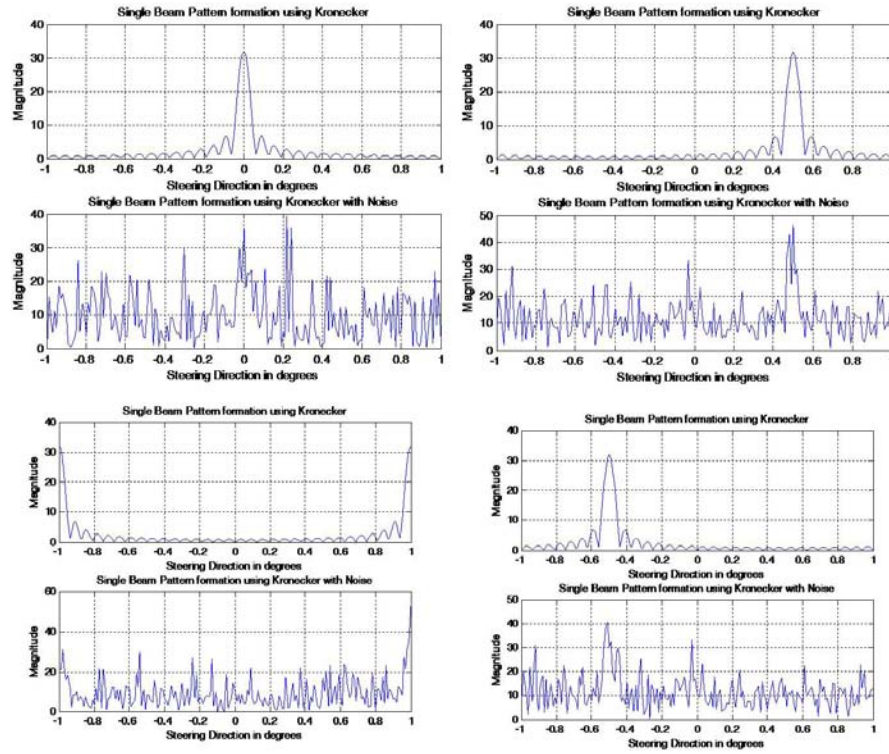 Single Beam Pattern formation using Kronecker
40
30
20
10
0
Magnitude
-1 -0.8 -0.6 -0.4 -0.2 0 0.2 0.4 0.6 0.8 1
Steering Direction in degrees
Single Beam Pattern formation using Kronecker with Noise
40
30
20
10
0
Magnitude
-1 -0.8 -0.6 -0.4 -0.2 0 0.2 0.4 0.6 0.8 1
Steering Direction in degrees
Single Beam Pattern formation using Kronecker
40
30
20
10
0
Magnitude
-1 -0.8 -0.6 -0.4 -0.2 0 0.2 0.4 0.6 0.8
Steering Direction in degrees
Single Beam Pattern formation using Kronecker with Noise
50
40
30
20
10
0
Magnitude
-1 -0.8 -0.6 -0.4 -0.2 0 0.2 0.4 0.6 0.8
Steering Direction in degrees
Single Beam Pattern formation using Kronecker
40
30
20
10
0
Magnitude
-1 -0.8 -0.6 -0.4 -0.2 0 0.2 0.4 0.6 0.8 1
Steering Direction in degrees
Single Beam Pattern formation using Kronecker with Noise
60
40
20
0
Magnitude
-1 -0.8 -0.6 -0.4 -0.2 0 0.2 0.4 0.6 0.8 1
Steering Direction in degrees
Single Beam Pattern formation using Kronecker
40
30
20
10
0
Magnitude
-1 -0.8 -0.6 -0.4 -0.2 0 0.2 0.4 0.6 0.8 1
Steering Direction in degrees
Single Beam Pattern formation using Kronecker with Noise
50
40
30
20
10
0
Magnitude
-1 -0.8 -0.6 -0.4 -0.2 0 0.2 0.4 0.6 0.8 1
Steering Direction in degrees